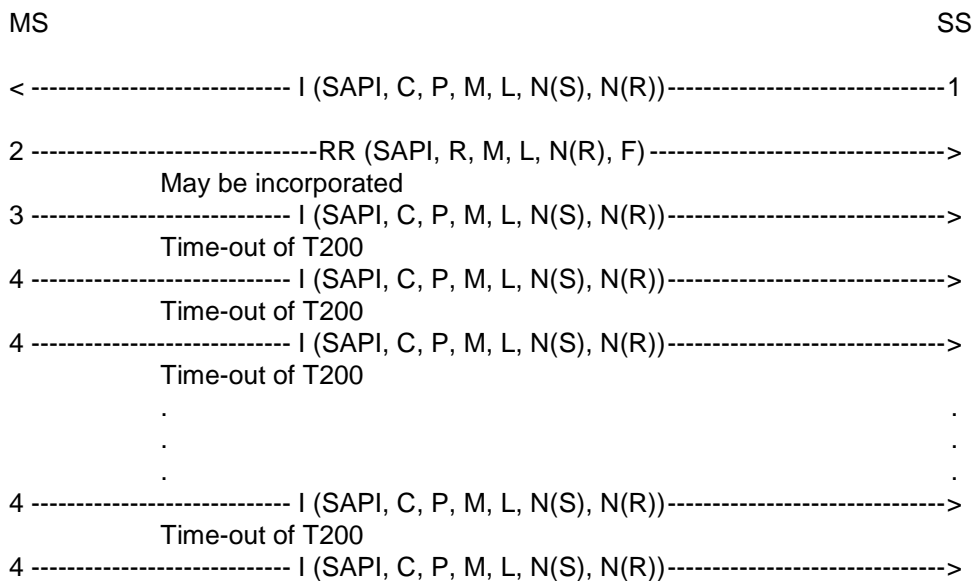 MS SS
< ----------------------------- I (SAPI, C, P, M, L, N(S), N(R))-------------------------------1
2 --------------------------------RR (SAPI, R, M, L, N(R), F) --------------------------------->
May be incorporated
3 ----------------------------- I (SAPI, C, P, M, L, N(S), N(R))------------------------------->
Time-out of T200
4 ----------------------------- I (SAPI, C, P, M, L, N(S), N(R))------------------------------->
Time-out of T200
4 ----------------------------- I (SAPI, C, P, M, L, N(S), N(R))------------------------------->
Time-out of T200
. .
. .
. .
4 ----------------------------- I (SAPI, C, P, M, L, N(S), N(R))------------------------------->
Time-out of T200
4 ----------------------------- I (SAPI, C, P, M, L, N(S), N(R))------------------------------->